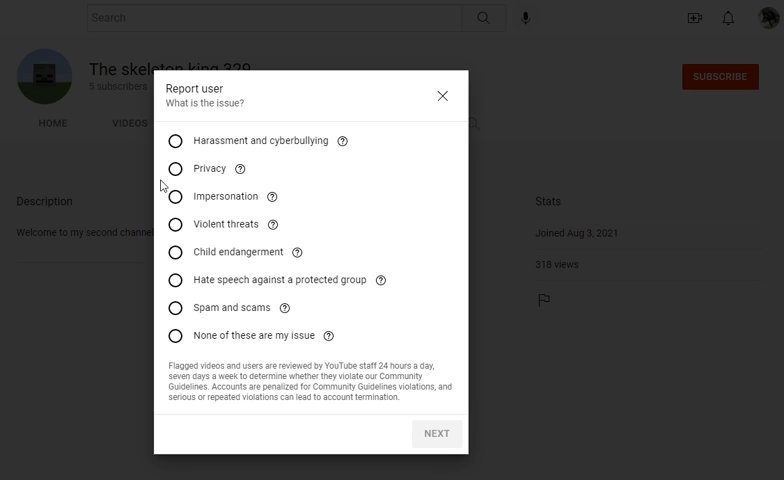 Search
The skeleton king 329
5 subscribers
SUBSCRIBE
HOME
VIDEOS
Report user
What is the issue?
Harassment and cyberbullying
Privacy
Impersonation
Violent threats
Child endangerment
Hate speech against a protected group
Spam and scams
None of these are my issue
Flagged videos and users are reviewed by YouTube staff 24 hours a day,
seven days a week to determine whether they violate our Community
Guidelines. Accounts are penalized for Community Guidelines violations, and
serious or repeated violations can lead to account termination.
NEXT
Description
Welcome to my second channel
Stats
Joined Aug 3, 2021
318 views